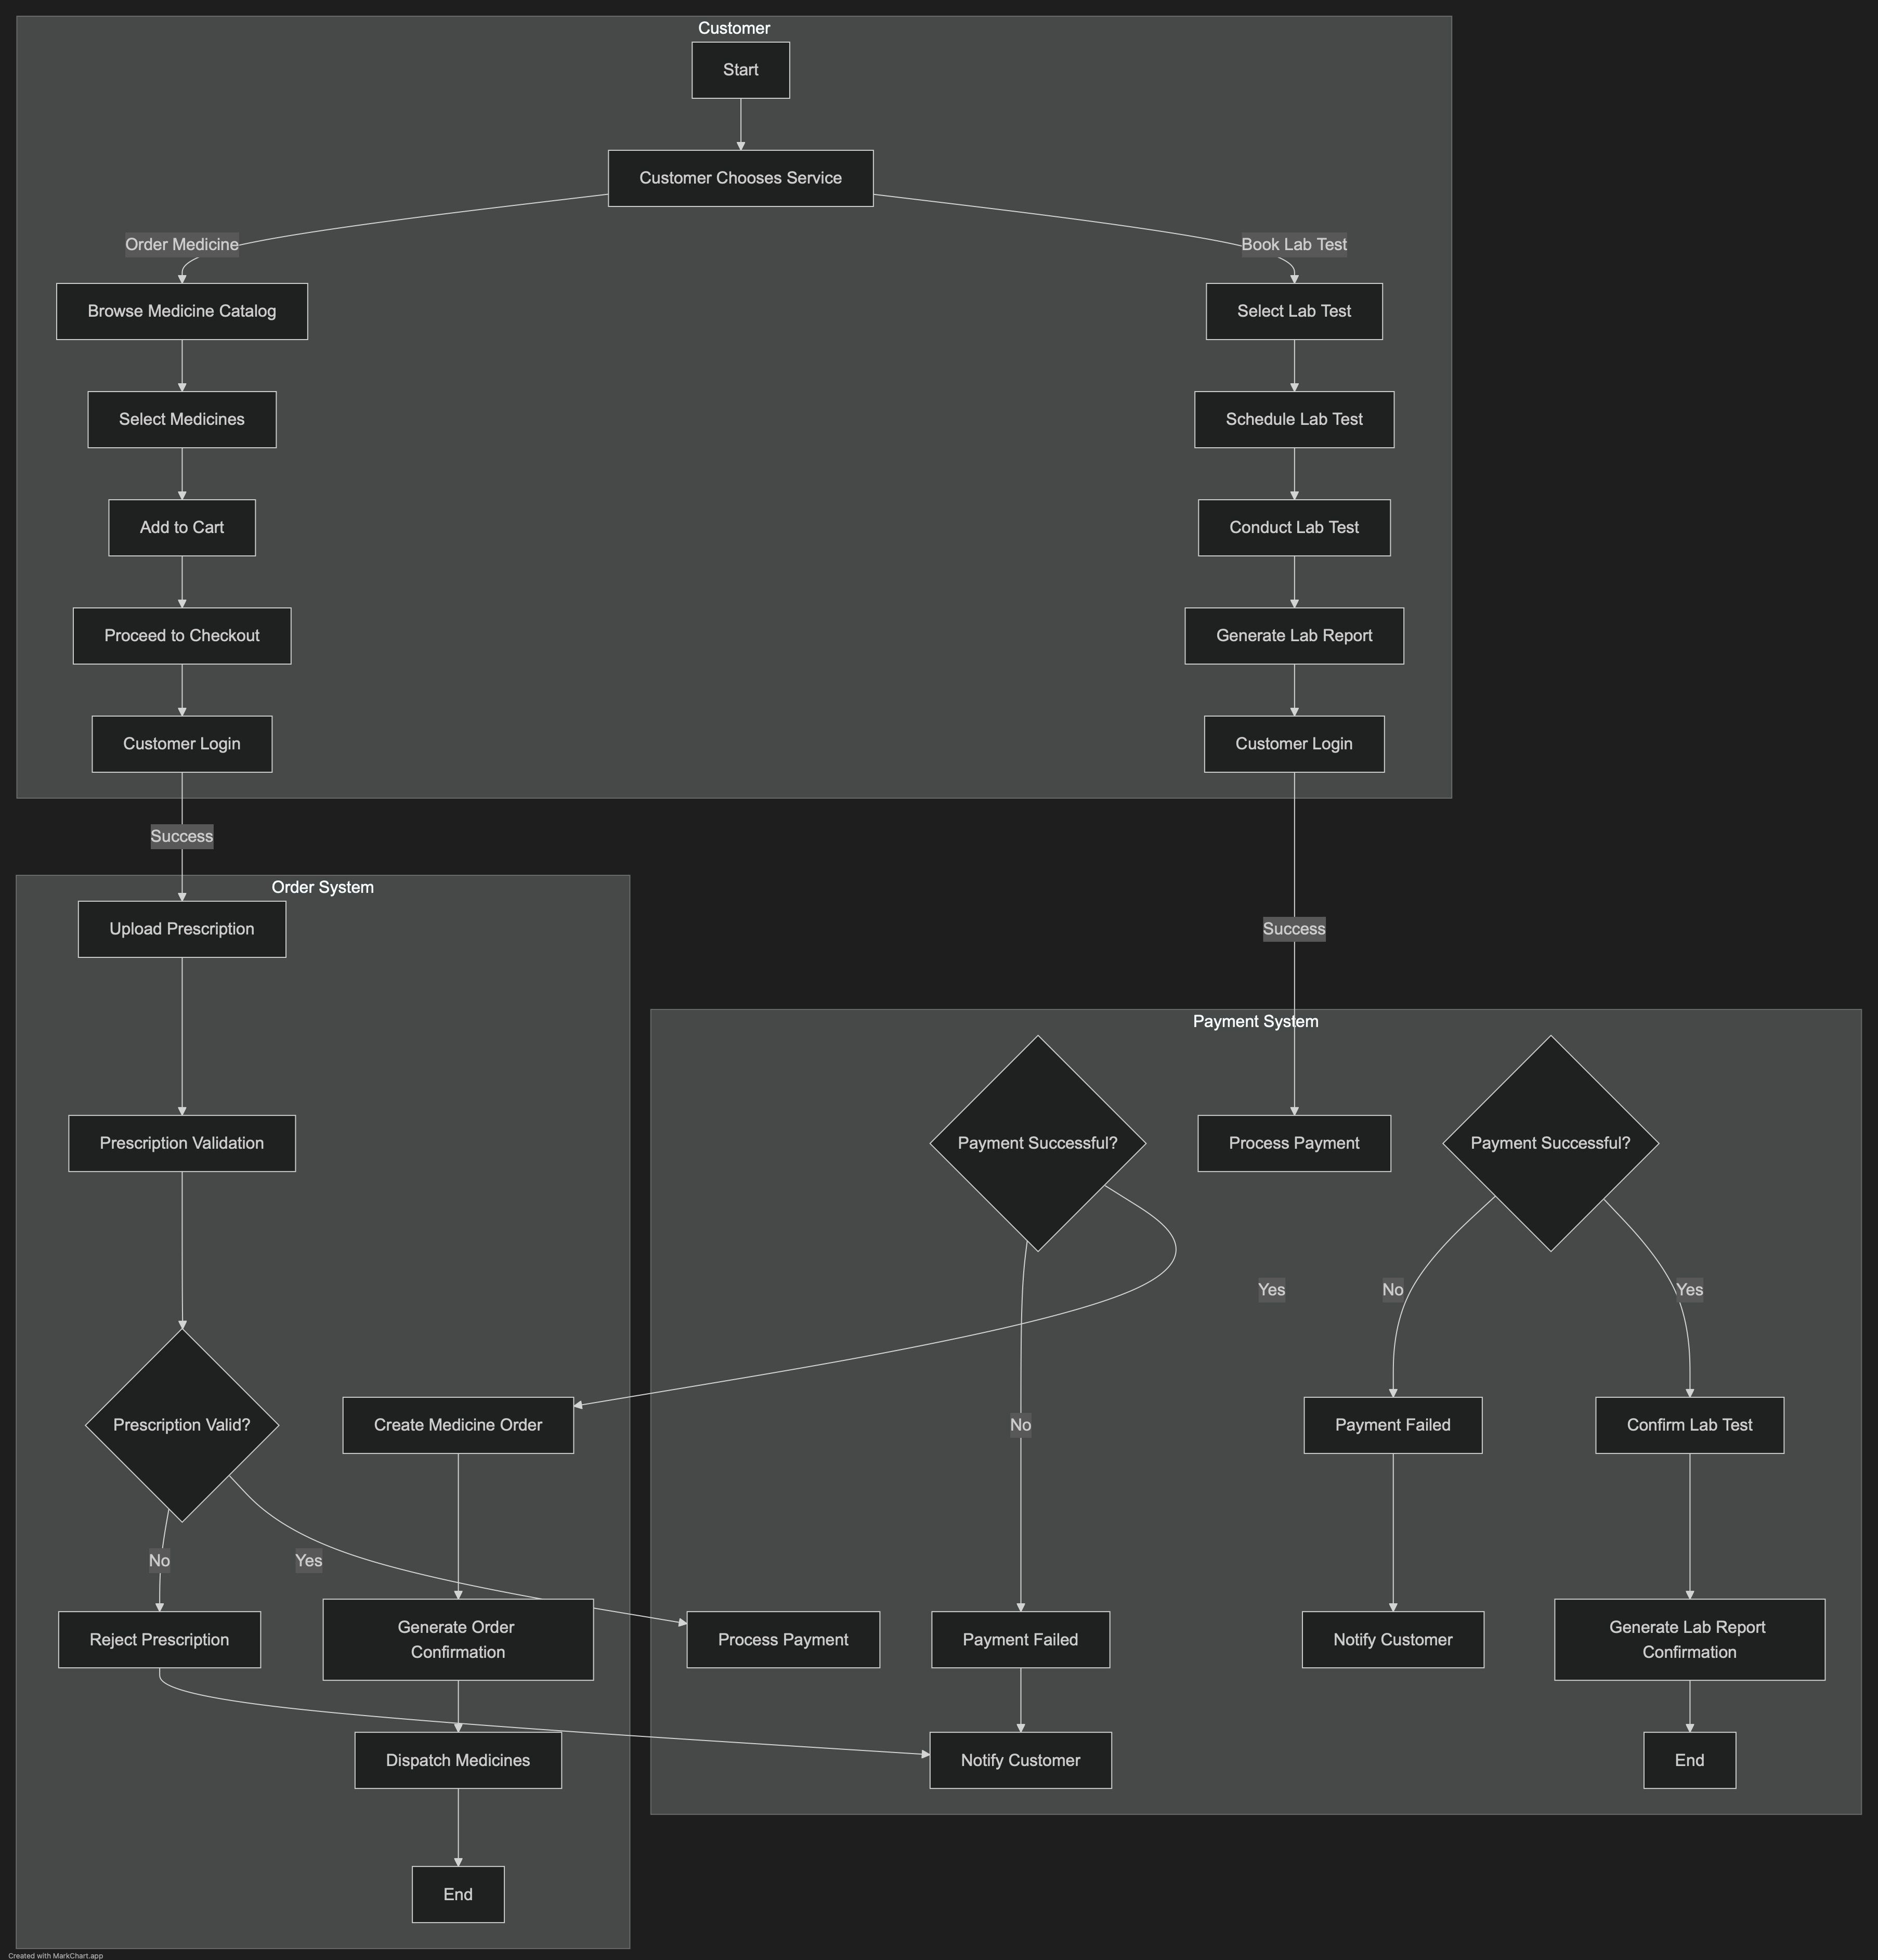 Customer
Start
Customer Chooses Service
Order Medicine
Book Lab Test
Browse Medicine Catalog
Select Lab Test
Select Medicines
Schedule Lab Test
Add to Cart
Conduct Lab Test
Proceed to Checkout
Generate Lab Report
Customer Login
Customer Login
Success
Order System
Upload Prescription
Success
Payment System
Prescription Validation
Payment Successful?
Process Payment
Payment Successful?
Yes
No
Yes
Prescription Valid?
Create Medicine Order
No
Payment Failed
Confirm Lab Test
No
Yes
Reject Prescription
Generate Order
Confirmation
Process Payment
Payment Failed
Notify Customer
Generate Lab Report
Confirmation
Dispatch Medicines
Notify Customer
End
End
Created with MarkChart.app